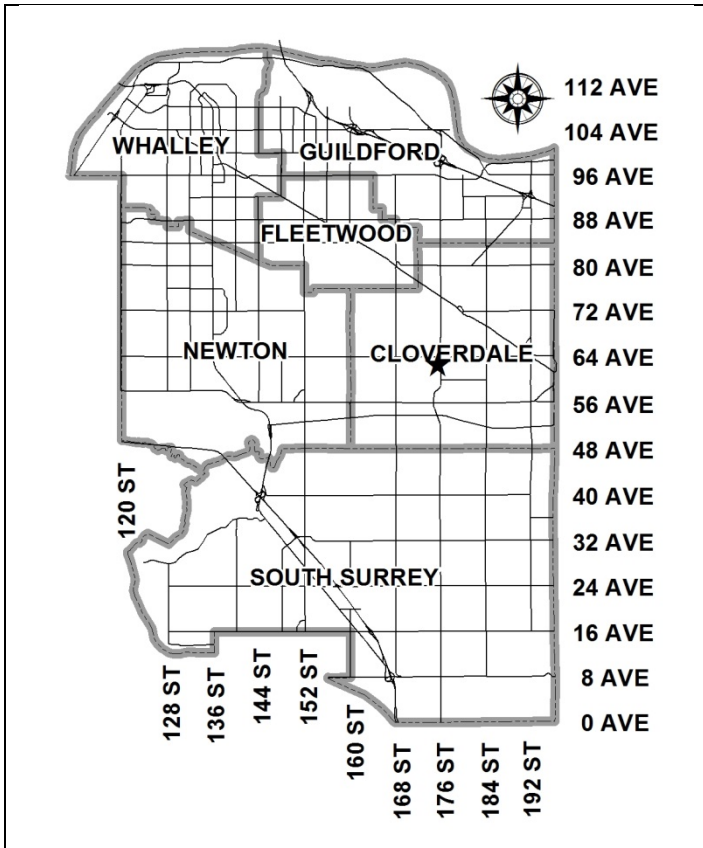 112 AVE
104 AVE
WHALLEY
GUILDFORD
96 AVE
88 AVE
FLEETWOOD
80 AVE
72 AVE
NEWTON
CLOVERDALE
64 AVE
56 AVE
48 AVE
120 ST
40 AVE
32 AVE
SOUTH SURREY
24 AVE
16 AVE
128 ST
136 ST
144 ST
152 ST
160 ST
8 AVE
0 AVE
168 ST
176 ST
184 ST
192 ST